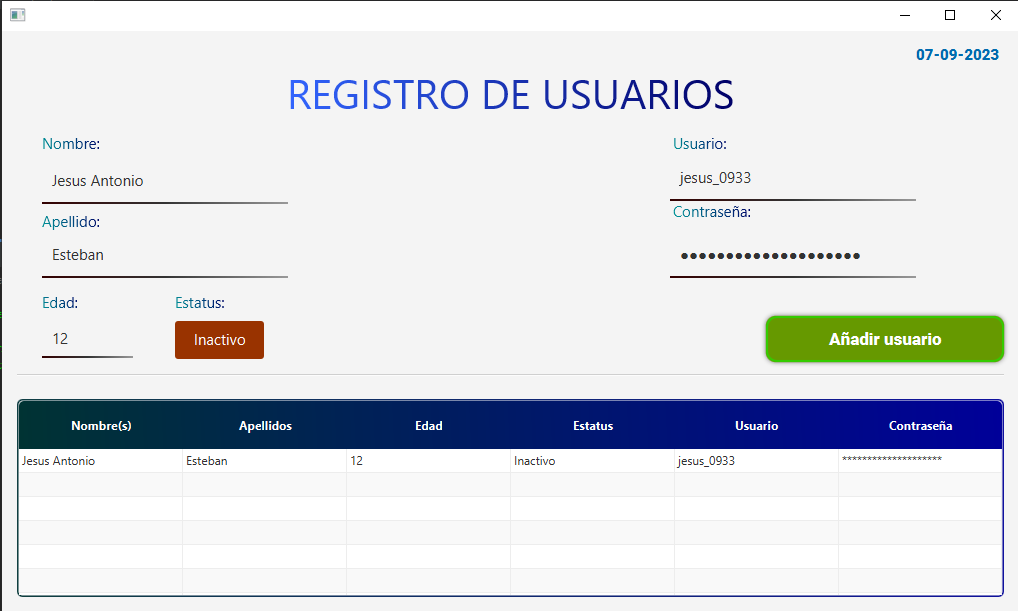 07-09-2023
REGISTRO DE USUARIOS
Nombre:
Usuario:
Jesus Antonio
jesus_0933
Apellido:
Contraseña:
Esteban
••••••••••••••••••••
Edad:
Estatus:
12
Inactivo
Añadir usuario
Nombre(s) Apellidos Edad Estatus Usuario Contraseña
Jesus Antonio Esteban 12 Inactivo jesus_0933 ********************